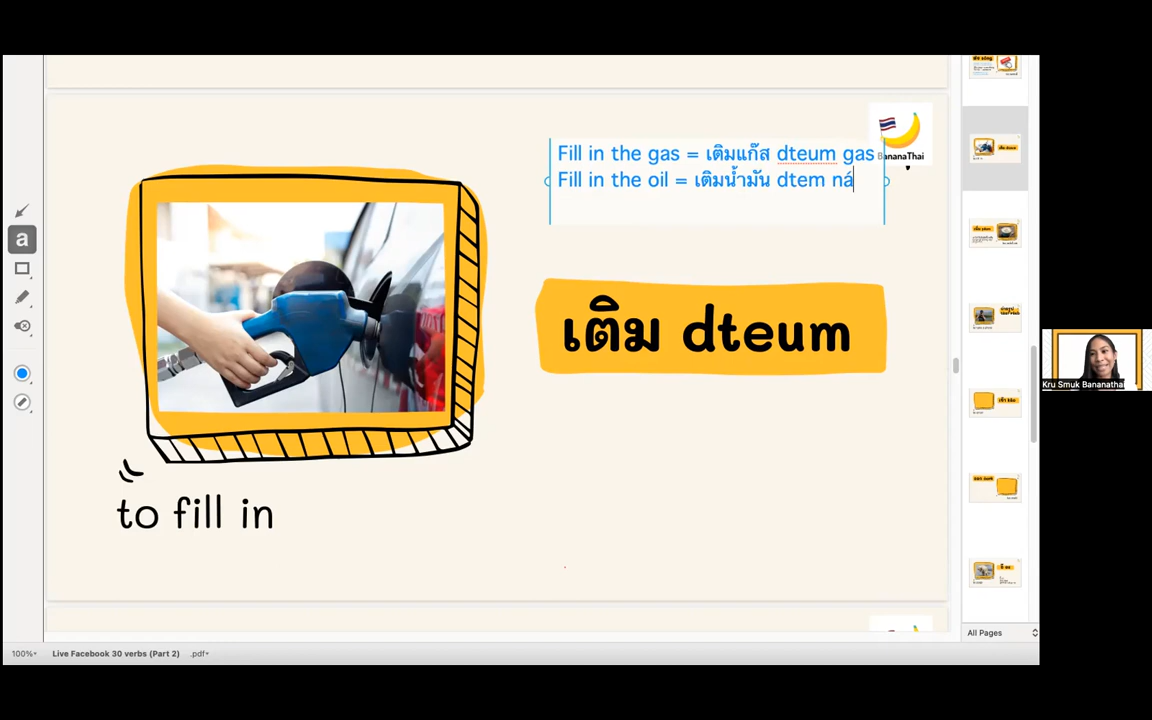 Fill in the gas = เติมแก๊ส dteum gas
Fill in the oil = เติมน้ำมัน dtem ná
BananaThai
เติม dteum
to fill in
a
Kru Smuk Bananathai
All Pages
100%
Live Facebook 30 verbs (Part 2) .pdf